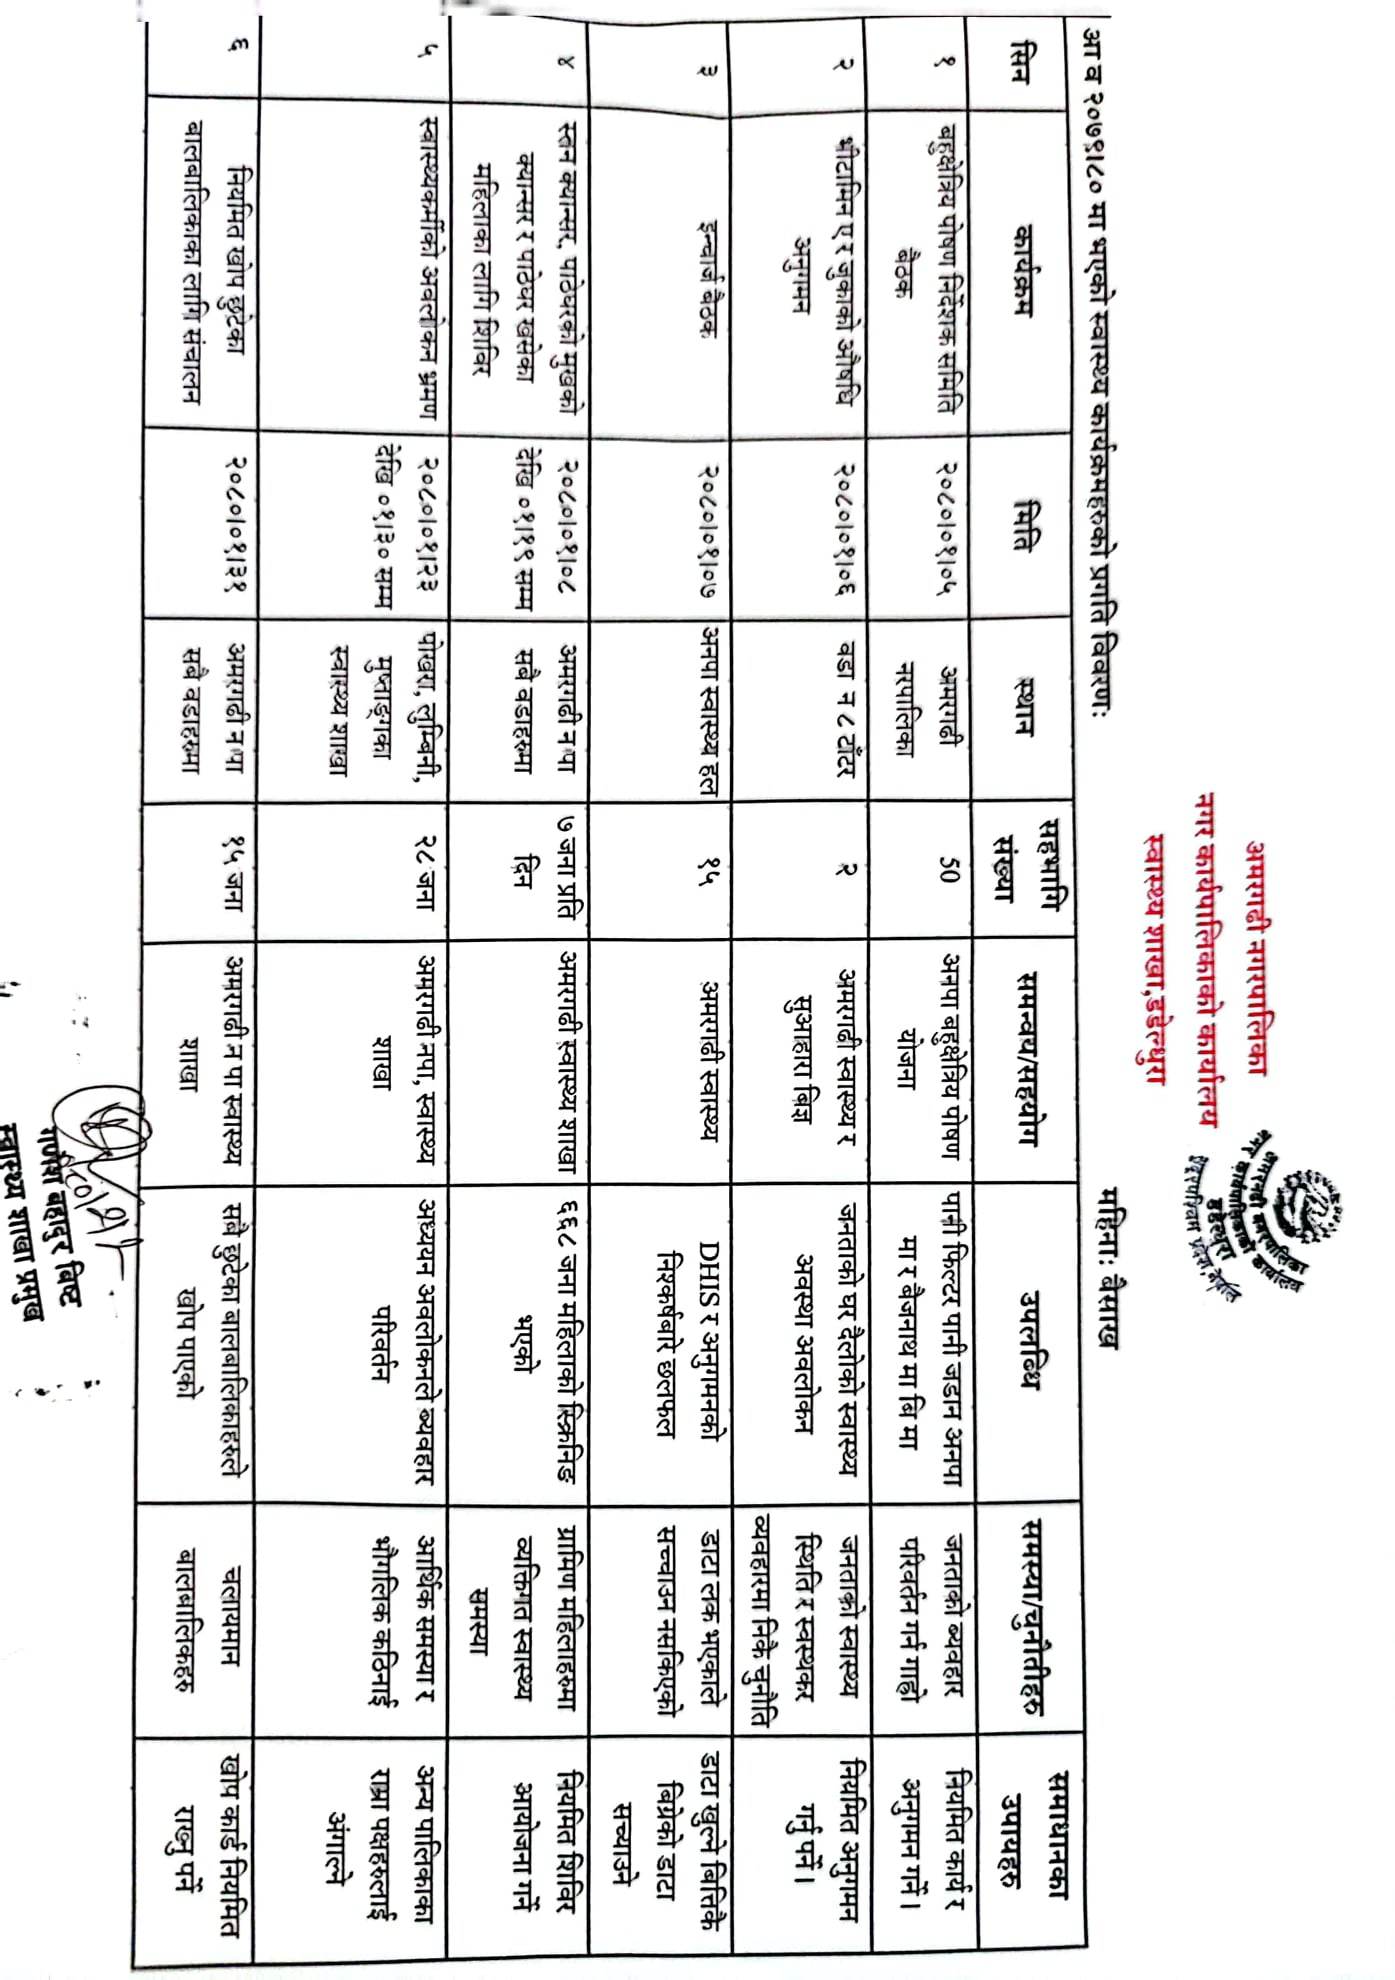 अमरगढी नगरपालिका
नगर कार्यपालिकाको कार्यालय
स्वास्थ्य शाखा,डडेल्धुरा
अमरगढी नगरपालिका
नगर कार्यपालिकाको कार्यालय
डडेल्धुरा
सुदूरपश्चिम प्रदेश, नेपाल
आ व २०७९।८० मा भएको स्वास्थ्य कार्यक्रमहरुको प्रगति विवरण: महिना: बैसाख
सिन कार्यक्रम मिति स्थान सहभागि संख्या समन्वय/सहयोग उपलब्धि समस्या/चुनौतीहरु समाधानका उपायहरु
१ बहुक्षेत्रिय पोषण निर्देशक समिति बैठक २०८०।०१।०५ अमरगढी नरपालिका 50 अनपा बहुक्षेत्रिय पोषण योजना पानी फिल्टर पानी जडान अनपा मा र बैजनाथ मा बि मा जनताको ब्यवहार परिवर्तन गर्न गाह्रो नियमित कार्य र अनुगमन गर्ने ।
२ भीटामिन ए र जुकाको औषधि अनुगमन २०८०।०१।०६ वडा न ८ टाँटर २ अमरगढी स्वास्थ्य र सुआहारा बिज्ञ जनताको घर दैलोको स्वास्थ्य अवस्था अवलोकन जनताको स्वास्थ्य स्थिति र स्वस्थकर व्यवहारमा निकै चुनौति नियमित अनुगमन गर्नु पर्ने ।
३ इन्चार्ज बैठक २०८०।०१।०७ अनपा स्वास्थ्य हल १५ अमरगढी स्वास्थ्य DHIS र अनुगमनको निश्कर्षबारे छलफल डाटा लक भएकाले सच्चाउन नसकिएको डाटा खुल्ने बित्तिकै बिग्रेको डाटा सच्याउने
४ स्तन क्यान्सर, पाठेघरको मुखको क्यान्सर र पाठेघर खसेका महिलाका लागि शिविर २०८०।०१।०८ देखि ०१।१९ सम्म अमरगढी न पा सबै वडाहरुमा ७ जना प्रति दिन अमरगढी स्वास्थ्य शाखा ६६८ जना महिलाको स्क्रिनिङ भएको ग्रामिण महिलाहरुमा व्यक्तिगत स्वास्थ्य समस्या नियमित शिविर आयोजना गर्ने
५ स्वास्थ्यकर्मीको अवलोकन भ्रमण २०८०।०१।२३ देखि ०१।३० सम्म पोखरा, लुम्बिनी, मुष्ताङ्गका स्वास्थ्य शाखा २८ जना अमरगढी नपा, स्वास्थ्य शाखा अध्ययन अवलोकनले ब्यवहार परिवर्तन आर्थिक समस्या र भौगलिक कठिनाई अन्य पालिकाका राम्रा पक्षहरुलाई अंगाल्ने
६ नियमित खोप छुटेका बालबालिकाका लागि संचालन २०८०।०१।३१ अमरगढी न पा सबै वडाहरुमा १५ जना अमरगढी न पा स्वास्थ्य शाखा सबै छुटेका बालबालिकाहरुले खोप पाएको चलायमान बालबालिकहरु खोप कार्ड नियमित राख्नु पर्ने
गणेश बहादुर बिष्ट
स्वास्थ्य शाखा प्रमुख